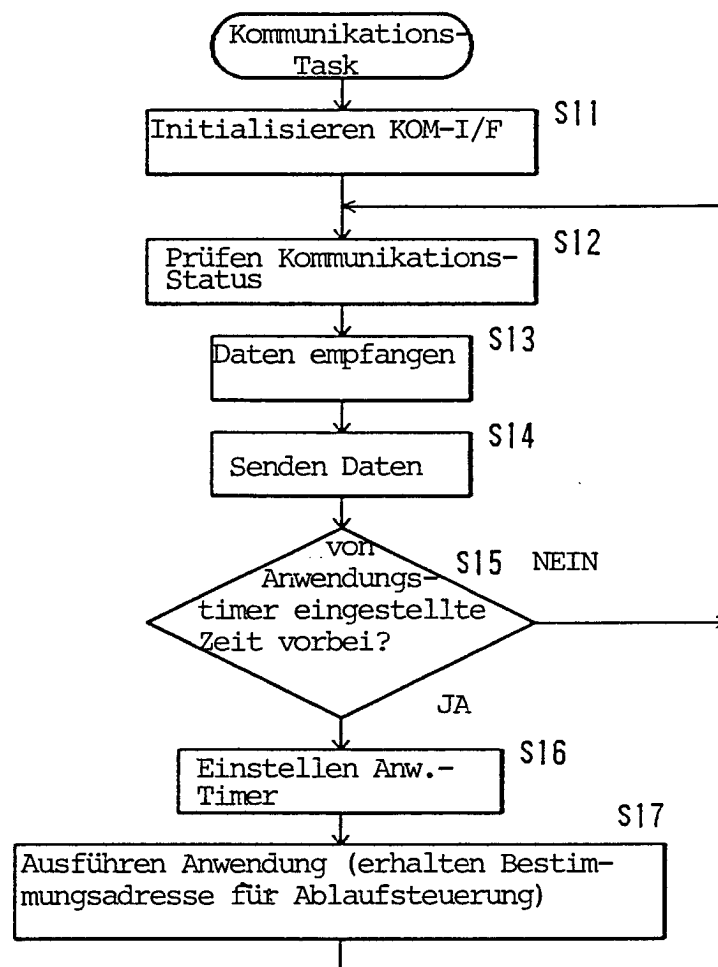 Kommunikations-
Task
S11
Initialisieren KOM-I/F
S12
Prüfen Kommunikations-
Status
S13
Daten empfangen
S14
Senden Daten
S15 NEIN
von
Anwendungs-
timer eingestellte
Zeit vorbei?
JA
S16
Einstellen Anw.-
Timer
S17
Ausführen Anwendung (erhalten Bestim-
mungsadresse für Ablaufsteuerung)